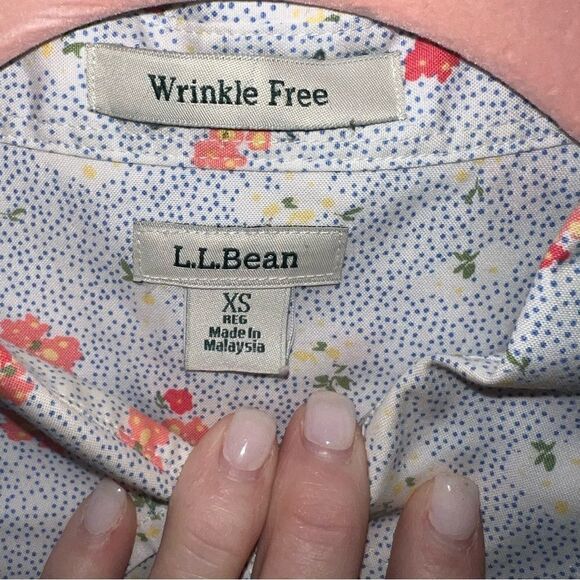 Wrinkle Free
L.L.Bean
XS
REG
Made In
Malaysia